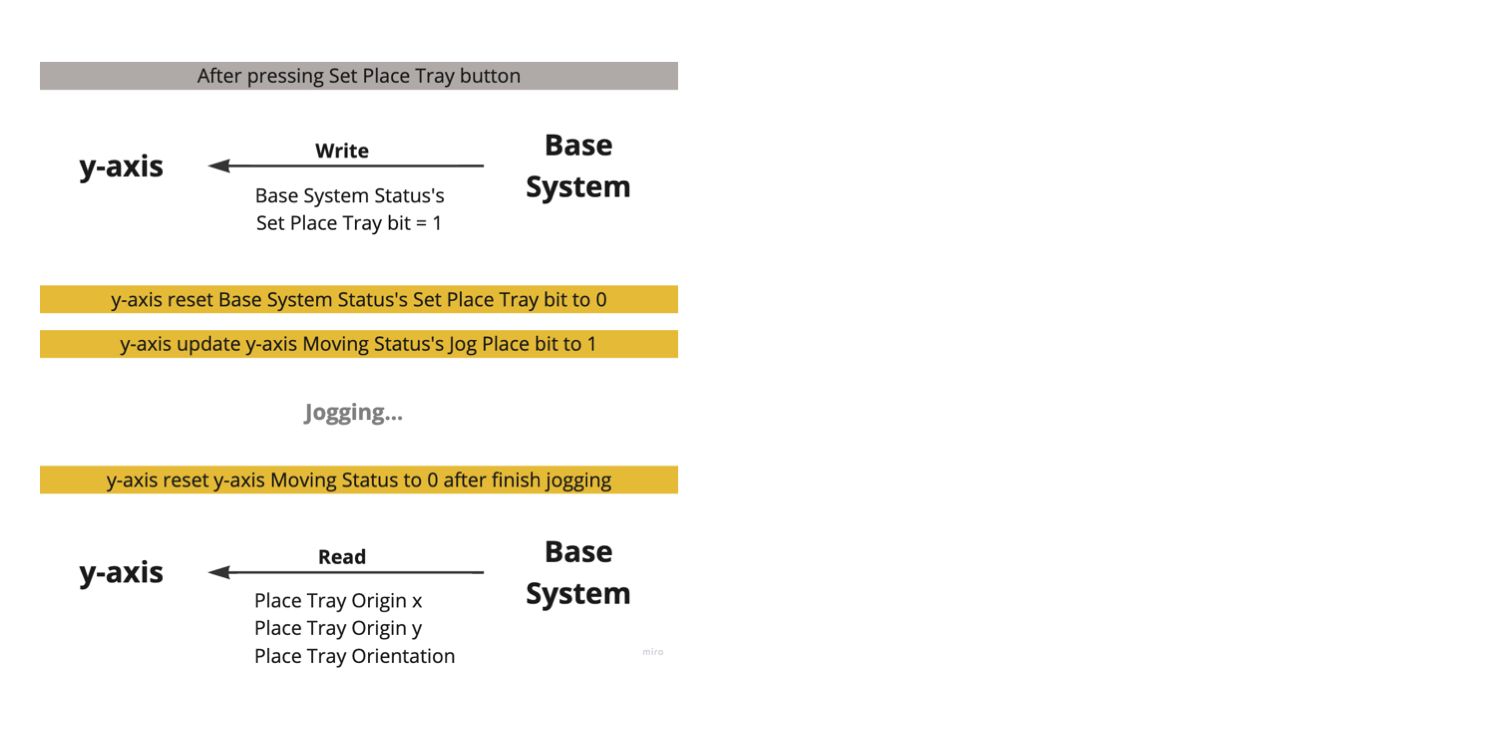 After pressing Set Place Tray button
y-axis
Write
Base
System
Base System Status's
Set Place Tray bit = 1
y-axis reset Base System Status's Set Place Tray bit to 0
y-axis update y-axis Moving Status's Jog Place bit to 1
Jogging...
y-axis reset y-axis Moving Status to 0 after finish jogging
y-axis
Read
Base
System
Place Tray Origin x
Place Tray Origin y
Place Tray Orientation
miro